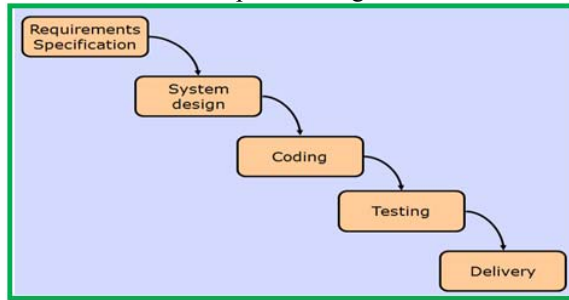 Requirements
Specification
System
design
Coding
Testing
Delivery